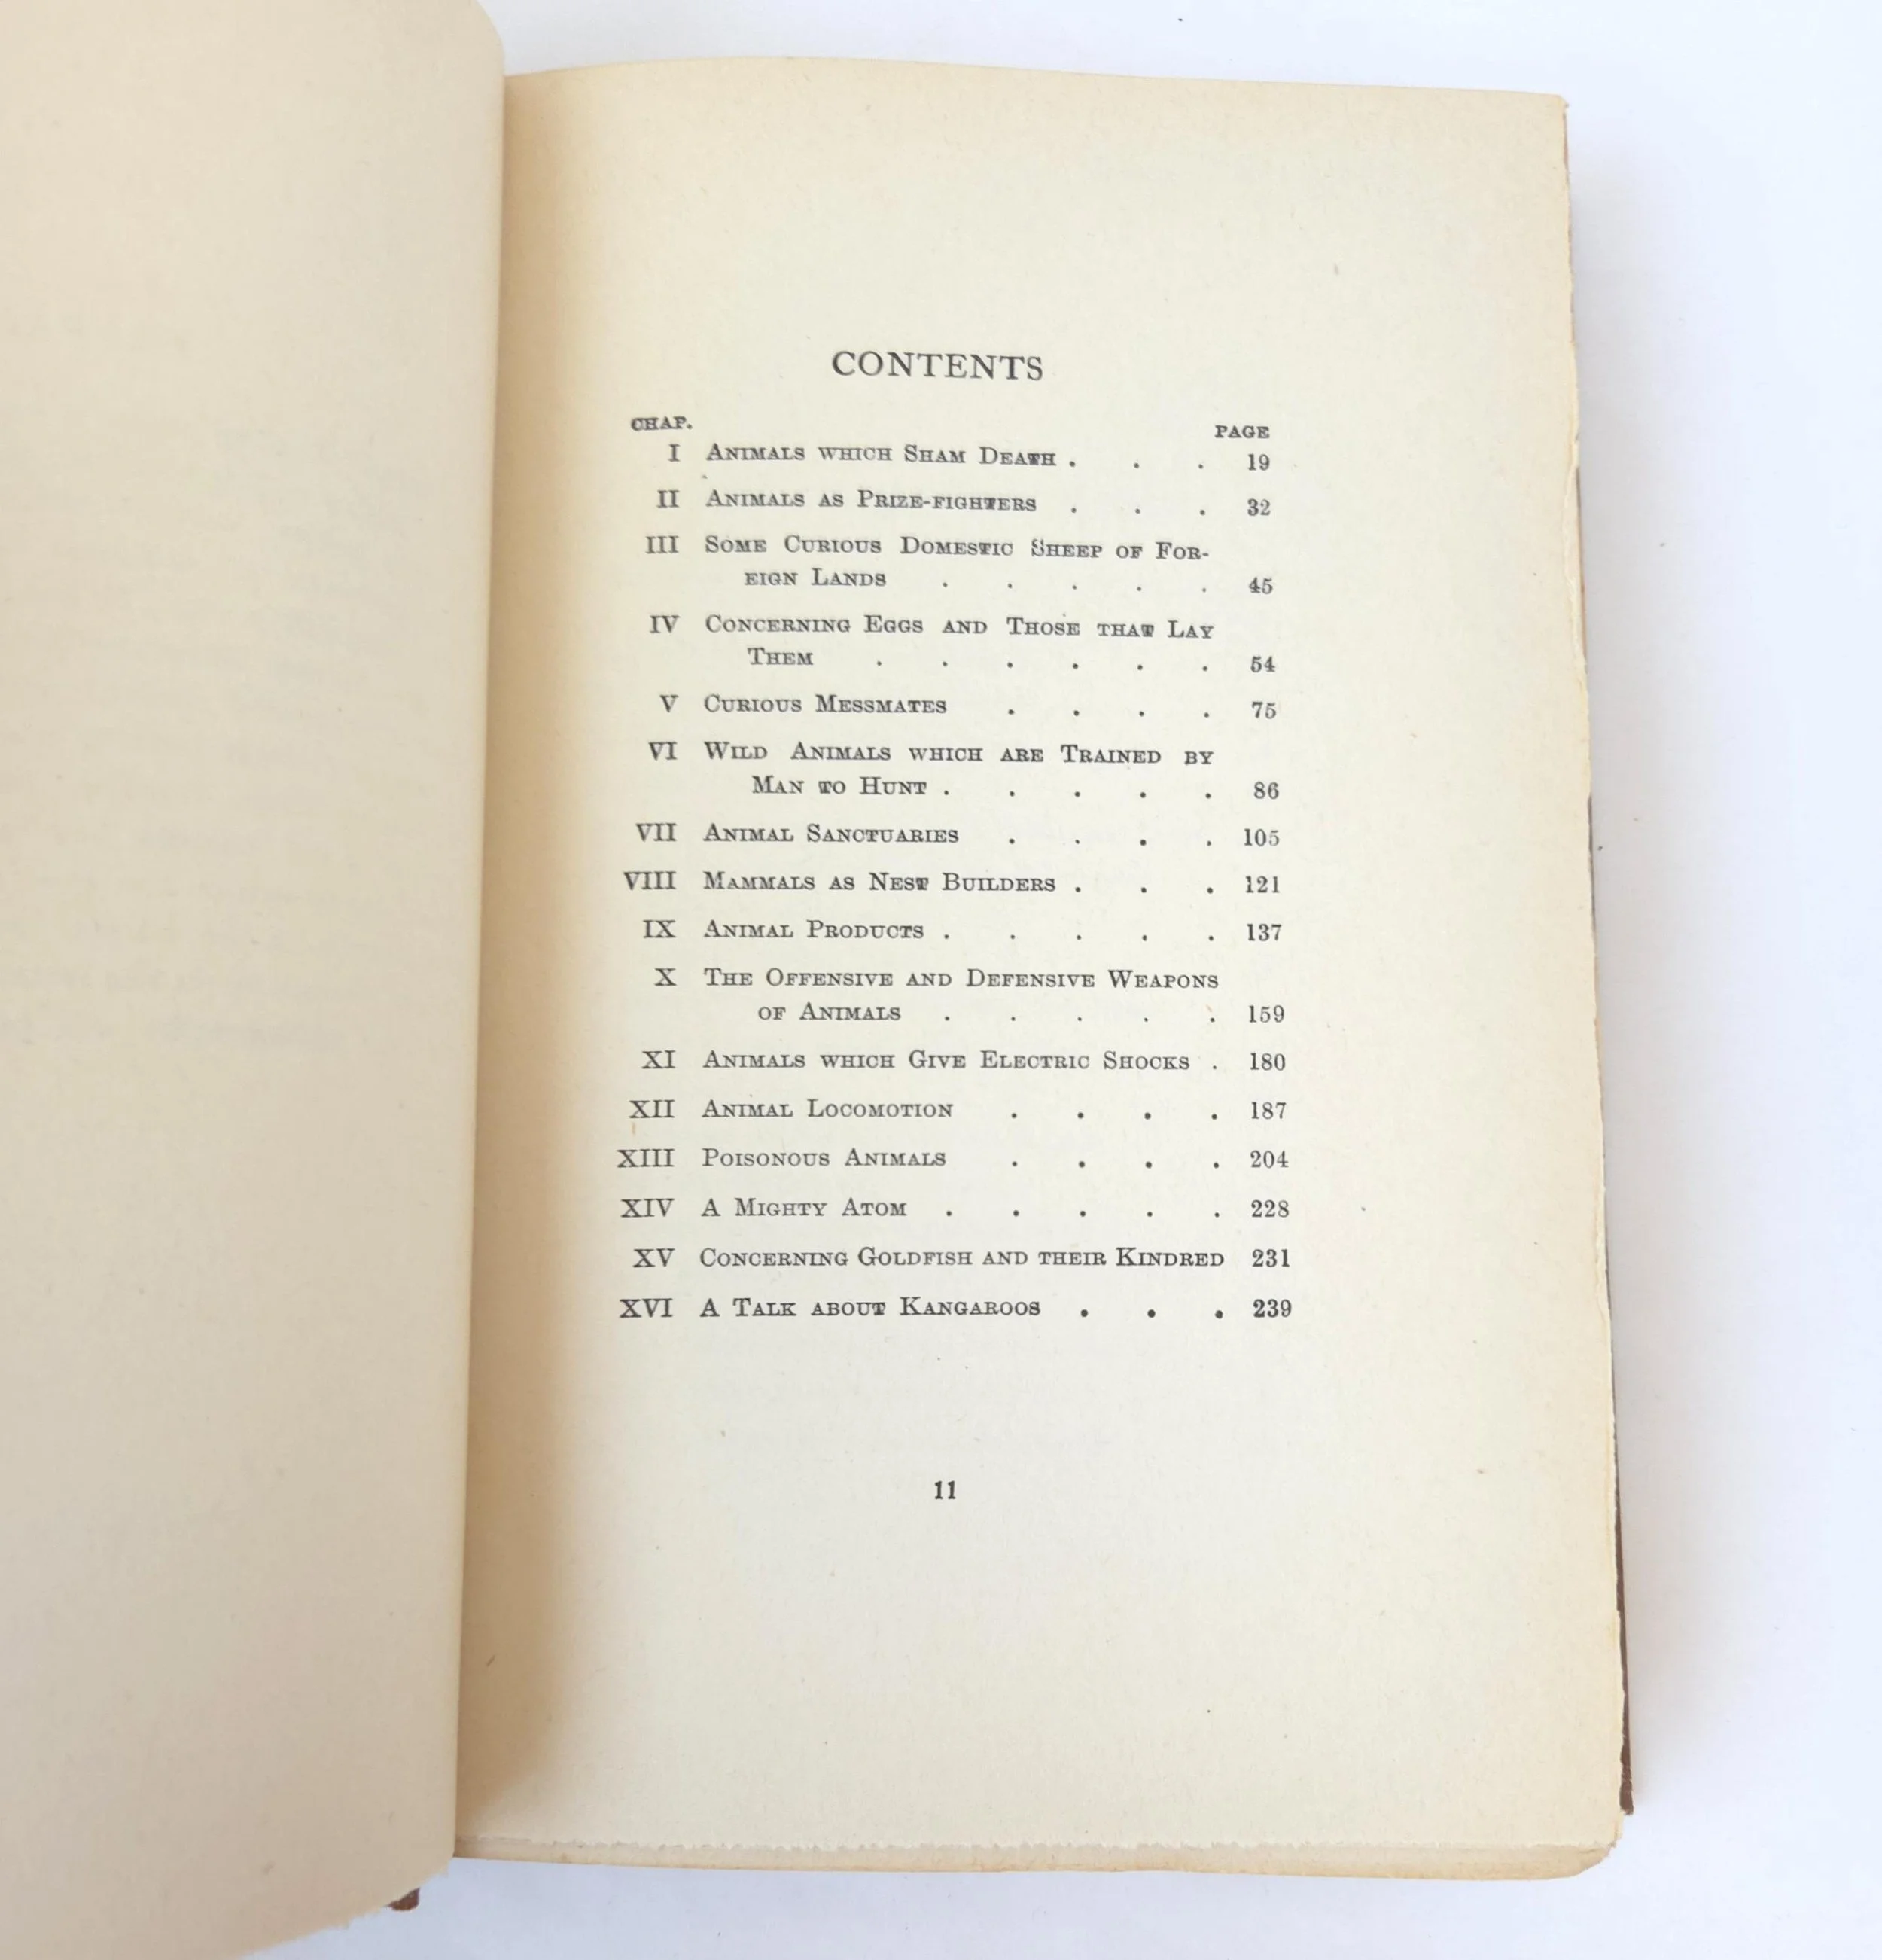 CONTENTS
CHAP. PAGE
I ANIMALS WHICH SHAM DEATH . . . 19
II ANIMALS AS PRIZE-FIGHTERS . . . 32
III SOME CURIOUS DOMESTIC SHEEP OF FOR-
EIGN LANDS . . . . . 45
IV CONCERNING EGGS AND THOSE THAT LAY
THEM . . . . . . 54
V CURIOUS MESSMATES . . . . 75
VI WILD ANIMALS WHICH ARE TRAINED BY
MAN TO HUNT . . . . . 86
VII ANIMAL SANCTUARIES . . . . 105
VIII MAMMALS AS NEST BUILDERS . . . 121
IX ANIMAL PRODUCTS . . . . . 137
X THE OFFENSIVE AND DEFENSIVE WEAPONS
OF ANIMALS . . . . . 159
XI ANIMALS WHICH GIVE ELECTRIC SHOCKS . 180
XII ANIMAL LOCOMOTION . . . . 187
XIII POISONOUS ANIMALS . . . . 204
XIV A MIGHTY ATOM . . . . . 228
XV CONCERNING GOLDFISH AND THEIR KINDRED 231
XVI A TALK ABOUT KANGAROOS . . . 239
11